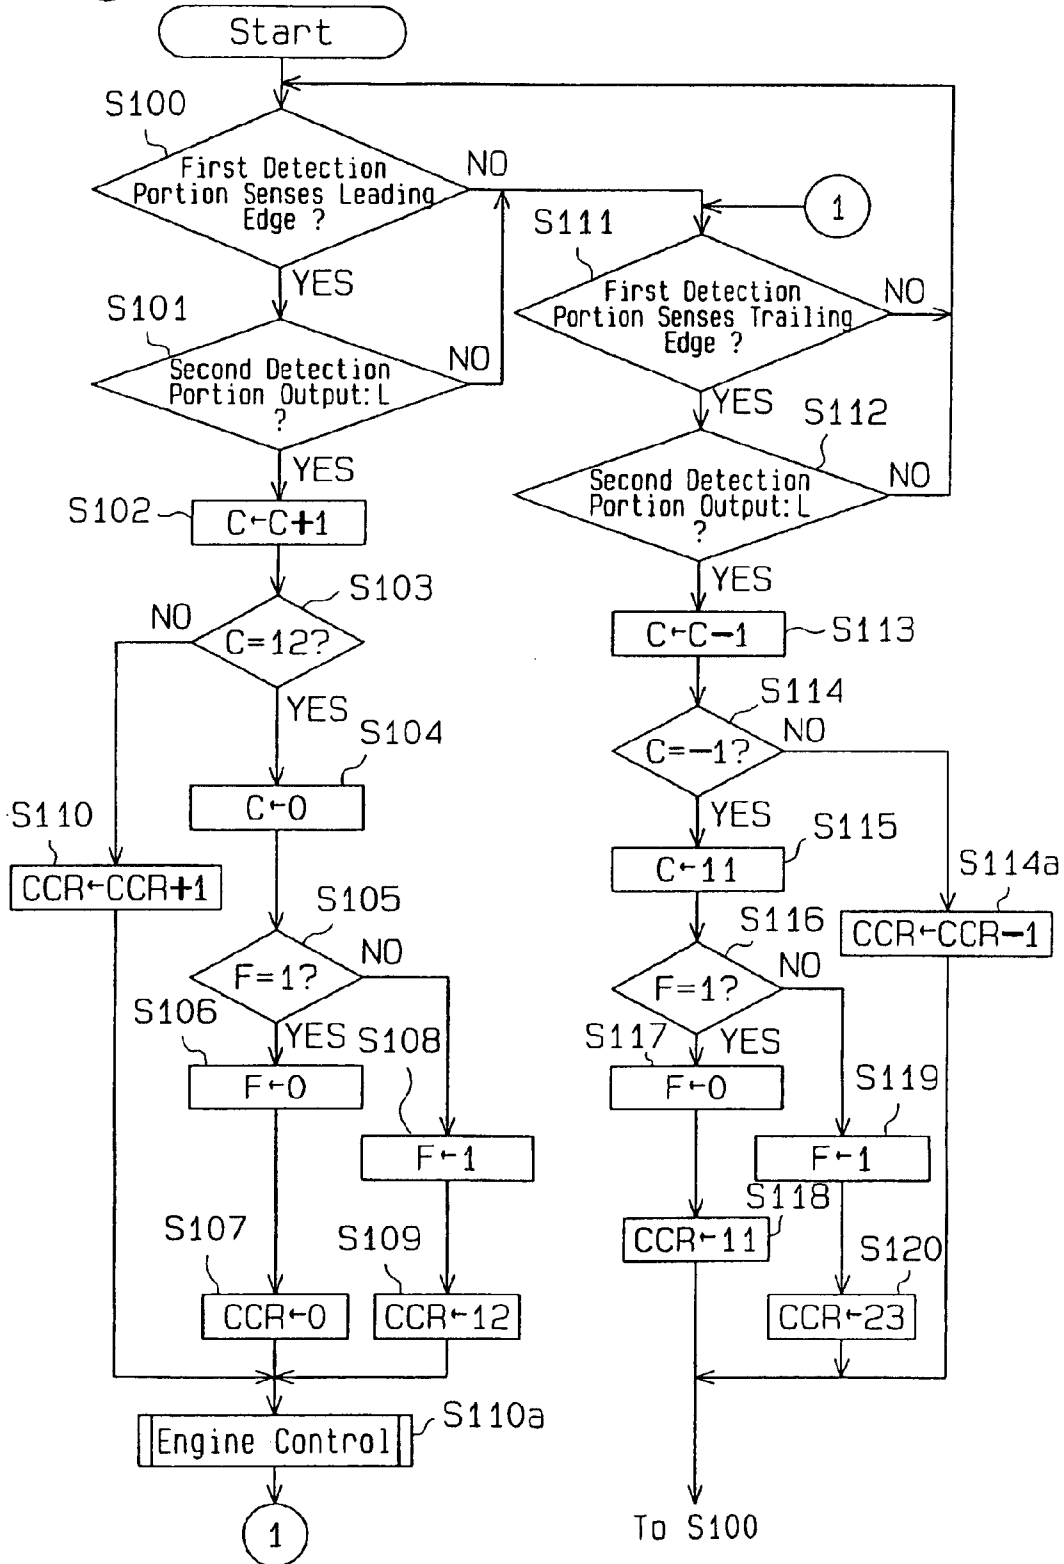 Start
S100
First Detection
Portion Senses Leading
Edge ?
NO
YES
S101
Second Detection
Portion Output:L
?
NO
YES
S102
C←C+1
S103
C=12?
NO
YES
S104
C←0
S110
CCR←CCR+1
S105
F=1?
NO
YES
S106
F←0
S108
F←1
S107
CCR←0
S109
CCR←12
S110a
Engine Control
1
1
S111
First Detection
Portion Senses Trailing
Edge ?
NO
YES
S112
Second Detection
Portion Output:L
?
NO
YES
S113
C←C-1
S114
C=-1?
NO
YES
S115
C←11
S114a
CCR←CCR-1
S116
F=1?
NO
YES
S117
F←0
S119
F←1
S118
CCR←11
S120
CCR←23
To S100